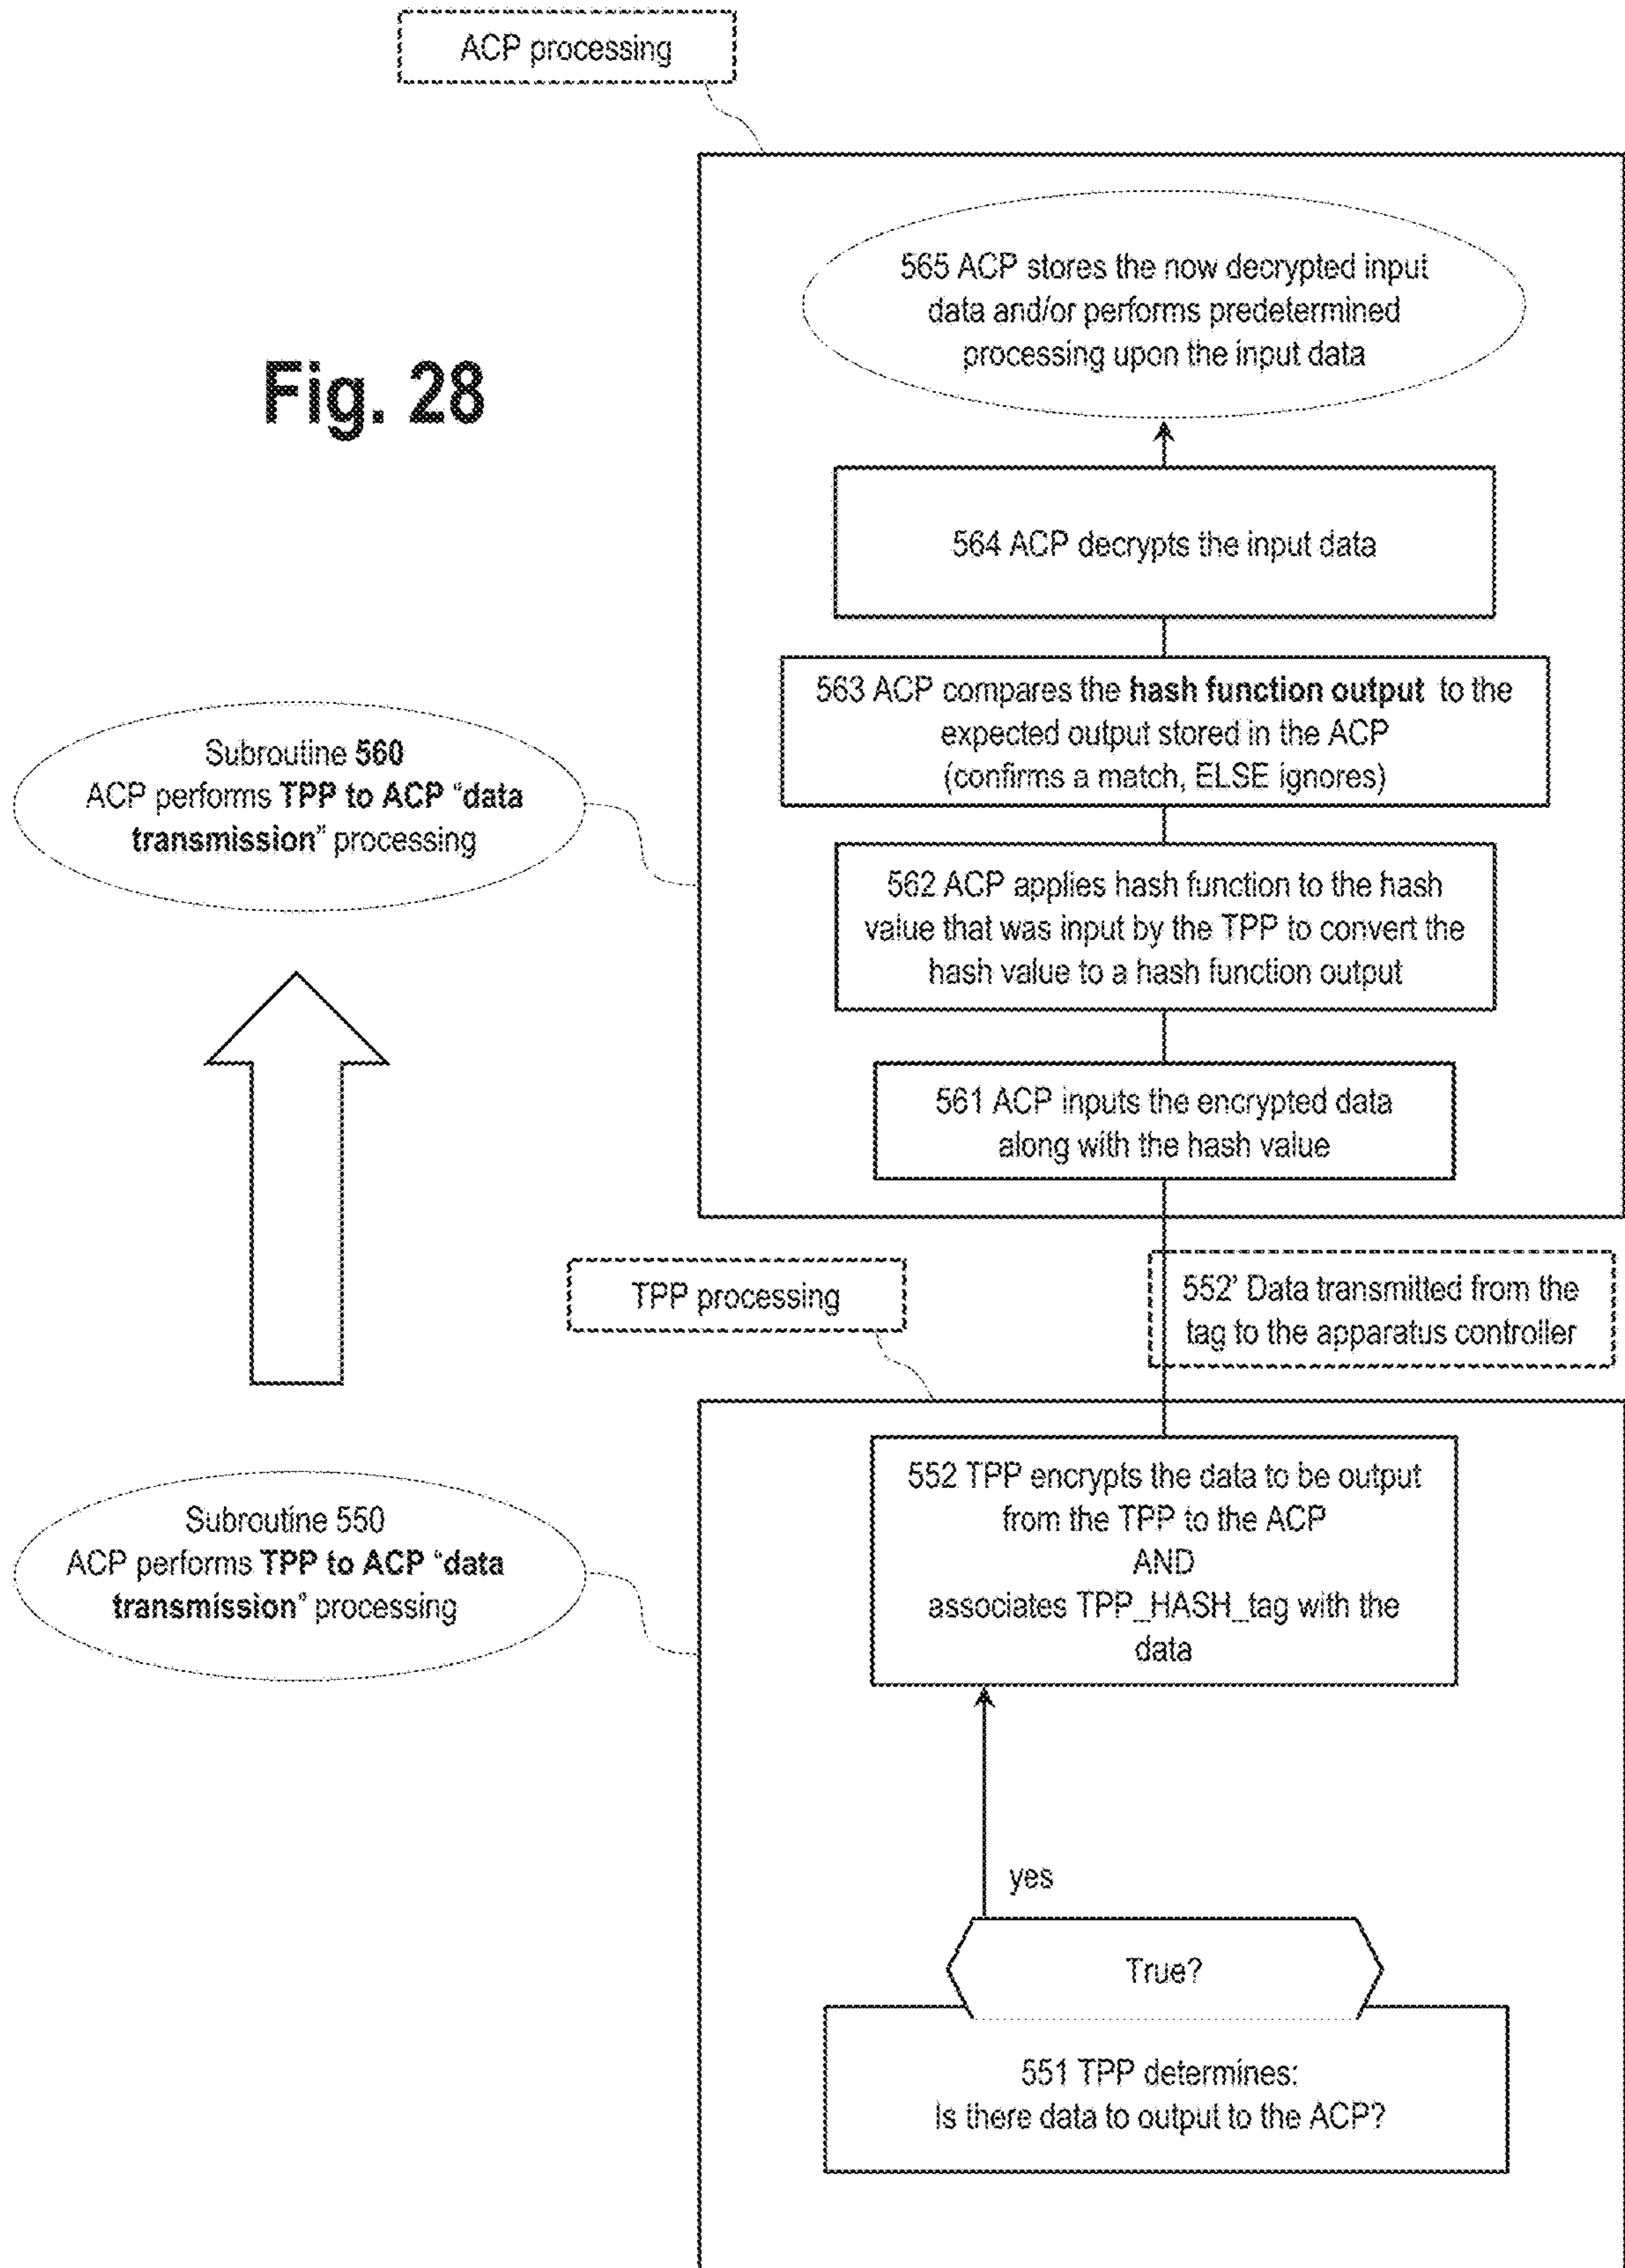 ACP processing
Fig. 28
565 ACP stores the now decrypted input
data and/or performs predetermined
processing upon the input data
564 ACP decrypts the input data
563 ACP compares the hash function output to the
expected output stored in the ACP
(confirms a match, ELSE ignores)
Subroutine 560
ACP performs TPP to ACP “data
transmission” processing
562 ACP applies hash function to the hash
value that was input by the TPP to convert the
hash value to a hash function output
561 ACP inputs the encrypted data
along with the hash value
TPP processing
552' Data transmitted from the
tag to the apparatus controller
552 TPP encrypts the data to be output
from the TPP to the ACP
AND
associates TPP_HASH_tag with the
data
Subroutine 550
ACP performs TPP to ACP “data
transmission” processing
yes
True?
551 TPP determines:
Is there data to output to the ACP?